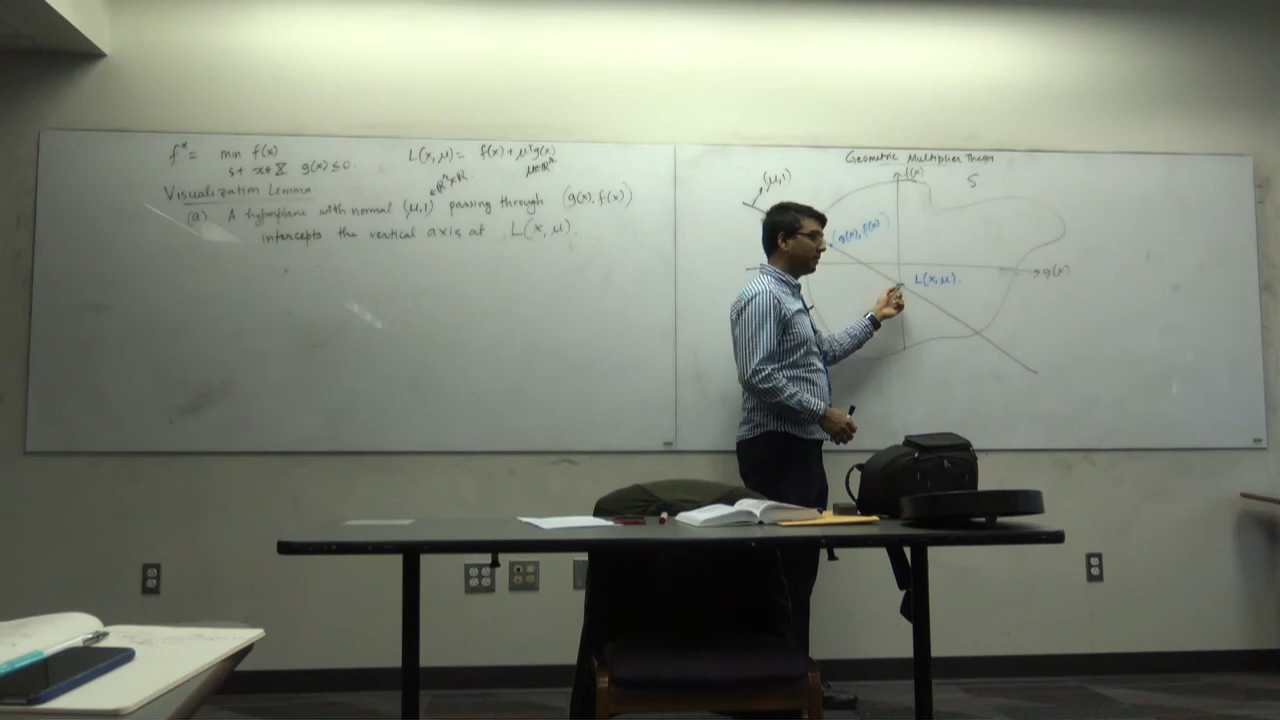 f* = min f(x)
s.t x∈X g(x) ≤ 0.
L(x, μ) = f(x) + μᵀg(x)
∈ℝⁿ×ℝ
μ∈ℝʳ
Visualization Lemma
(a) A hyperplane with normal (μ,1) passing through (g(x), f(x))
intercepts the vertical axis at L(x, μ).
Geometric Multiplier Theory
f(x)
S.
(μ,1)
(g(x), f(x))
g(x)
L(x,μ).